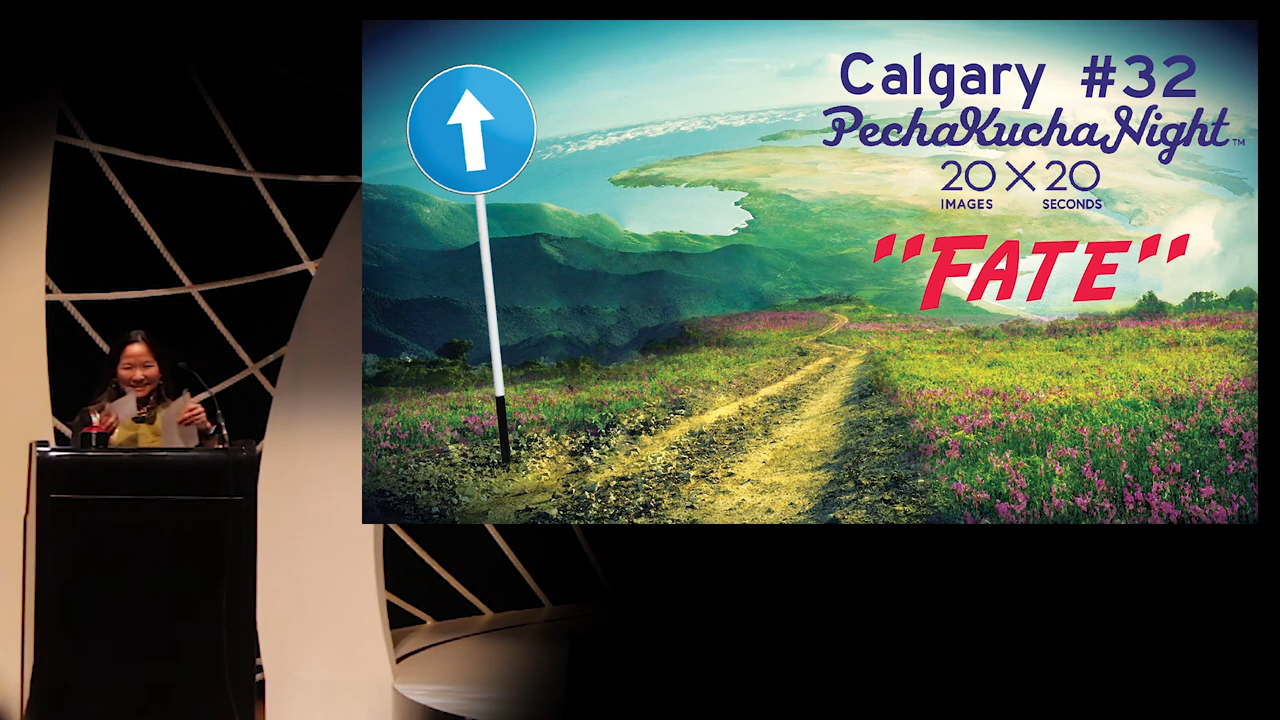 Calgary #32
PechaKucha Night™
20 X 20
IMAGES SECONDS
"FATE"